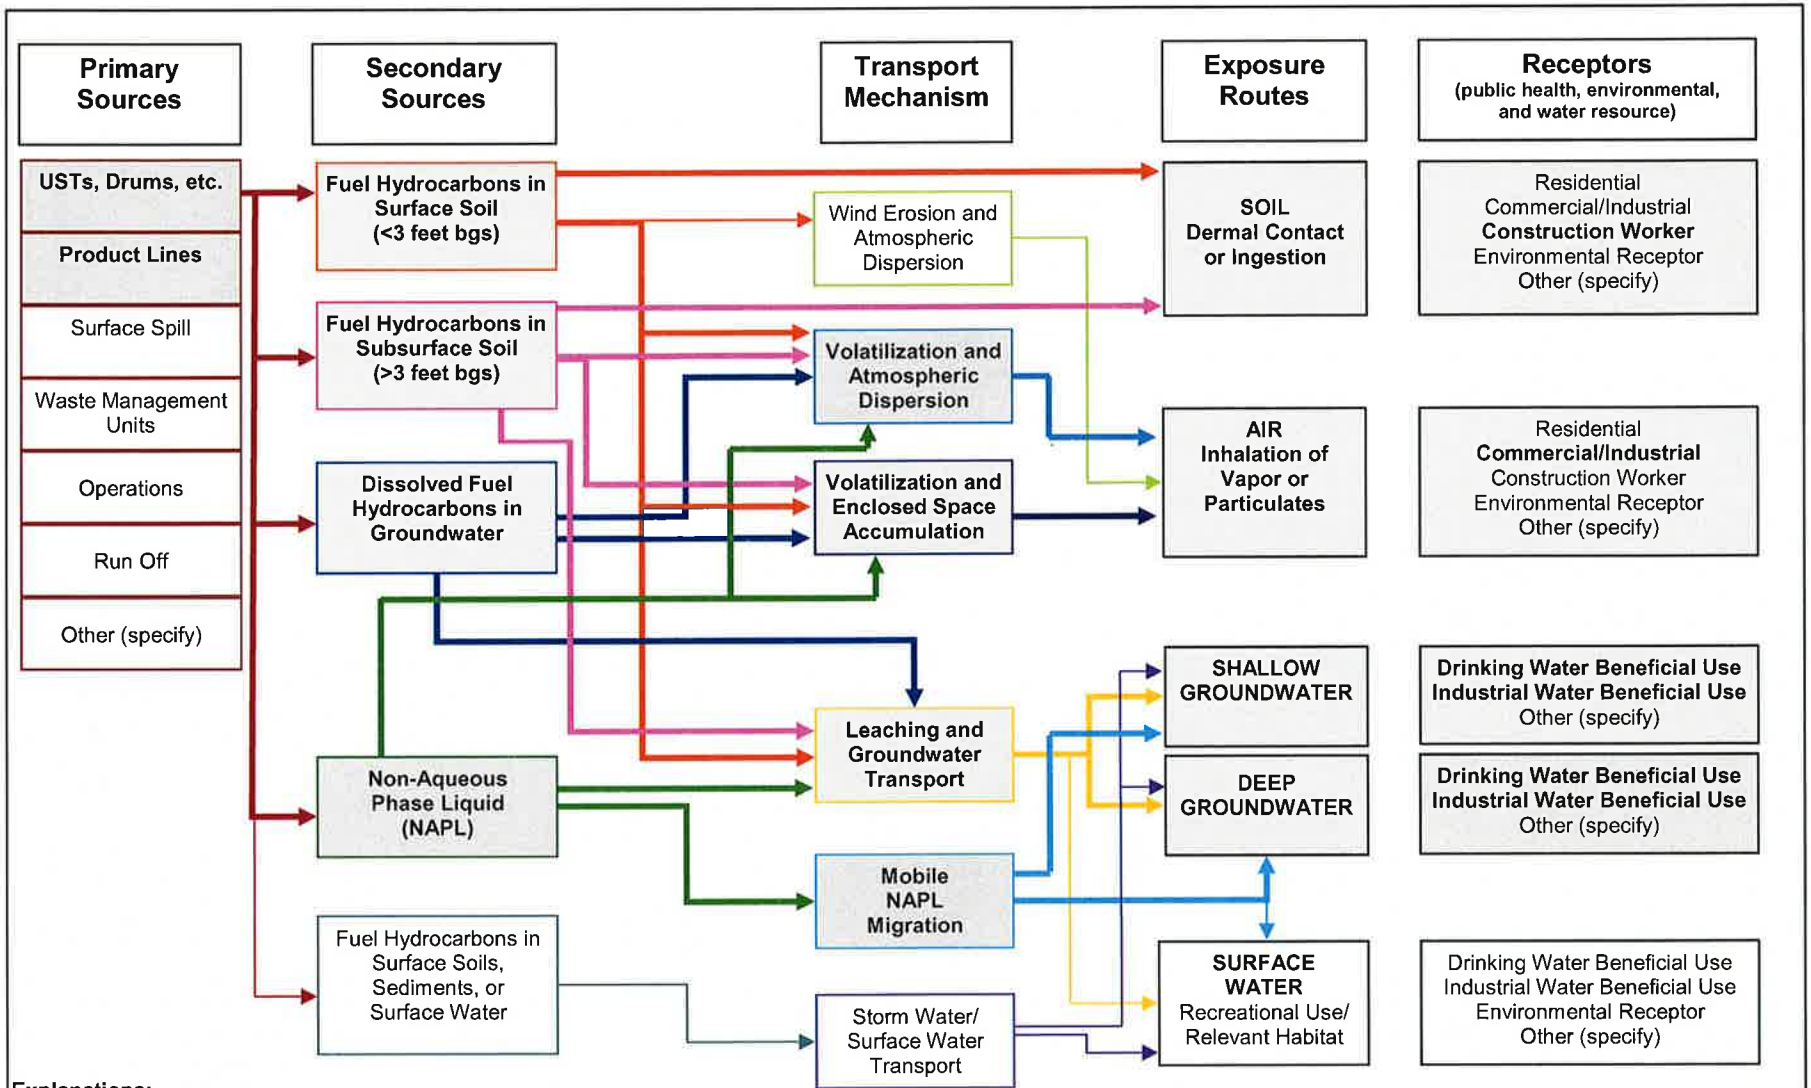 Primary
Sources
Secondary
Sources
Transport
Mechanism
Exposure
Routes
Receptors
(public health, environmental,
and water resource)
USTs, Drums, etc.
Product Lines
Surface Spill
Waste Management
Units
Operations
Run Off
Other (specify)
Fuel Hydrocarbons in
Surface Soil
(<3 feet bgs)
Fuel Hydrocarbons in
Subsurface Soil
(>3 feet bgs)
Dissolved Fuel
Hydrocarbons in
Groundwater
Non-Aqueous
Phase Liquid
(NAPL)
Fuel Hydrocarbons in
Surface Soils,
Sediments, or
Surface Water
Wind Erosion and
Atmospheric
Dispersion
Volatilization and
Atmospheric
Dispersion
Volatilization and
Enclosed Space
Accumulation
Leaching and
Groundwater
Transport
Mobile
NAPL
Migration
Storm Water/
Surface Water
Transport
SOIL
Dermal Contact
or Ingestion
AIR
Inhalation of
Vapor or
Particulates
SHALLOW
GROUNDWATER
DEEP
GROUNDWATER
SURFACE
WATER
Recreational Use/
Relevant Habitat
Residential
Commercial/Industrial
Construction Worker
Environmental Receptor
Other (specify)
Residential
Commercial/Industrial
Construction Worker
Environmental Receptor
Other (specify)
Drinking Water Beneficial Use
Industrial Water Beneficial Use
Other (specify)
Drinking Water Beneficial Use
Industrial Water Beneficial Use
Other (specify)
Drinking Water Beneficial Use
Industrial Water Beneficial Use
Environmental Receptor
Other (specify)
Explanations: